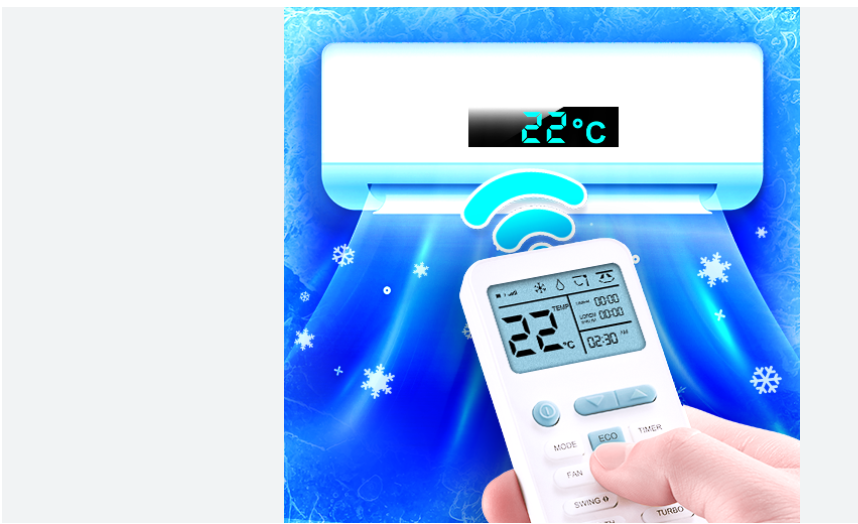 22°C
TEMP
22°C
00:00
00:00
02:30
MODE
ECO
TIMER
FAN
SWING
TURBO